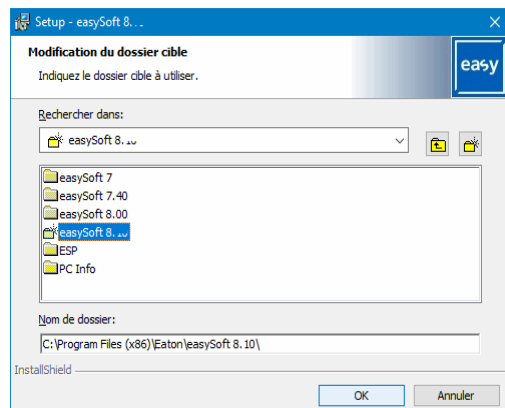 Setup - easySoft 8. . .
Modification du dossier cible
Indiquez le dossier cible à utiliser.
easy
Rechercher dans:
easySoft 8.
easySoft 7
easySoft 7.40
easySoft 8.00
easySoft 8.
ESP
PC Info
Nom de dossier:
C:\Program Files (x86)\Eaton\easySoft 8.10\
InstallShield
OK
Annuler